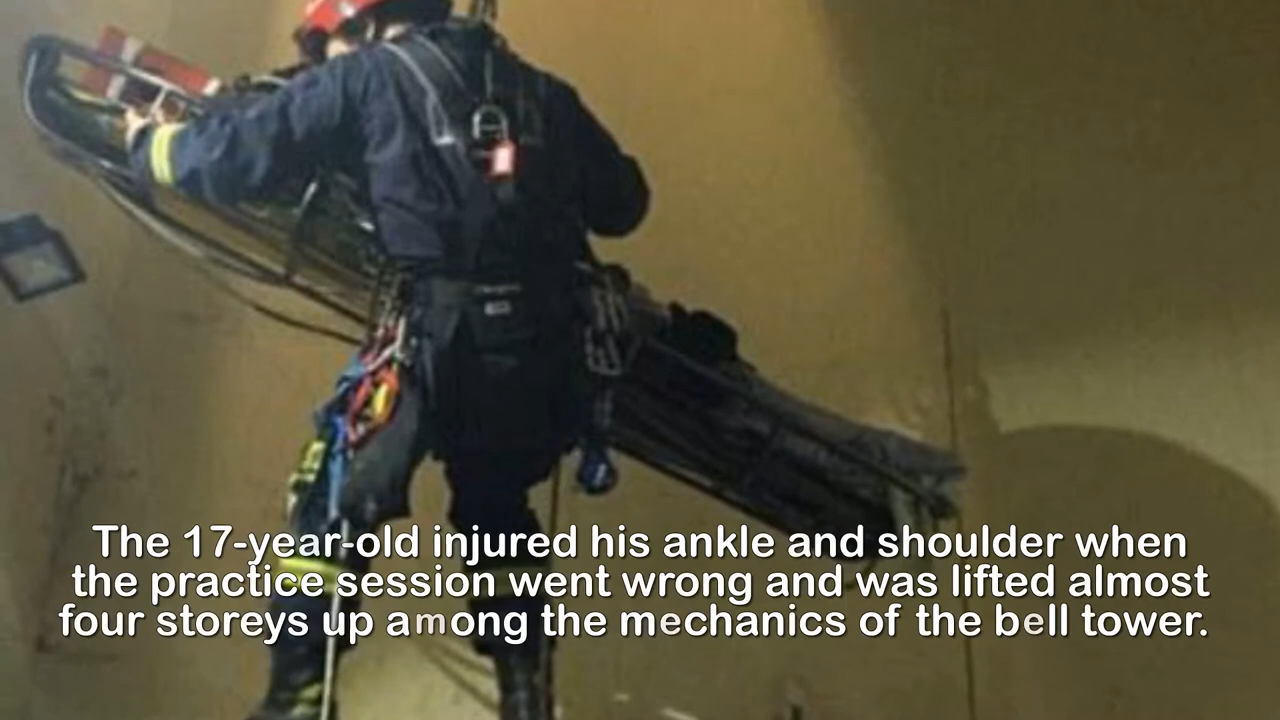 The 17-year-old injured his ankle and shoulder when
the practice session went wrong and was lifted almost
four storeys up among the mechanics of the bell tower.